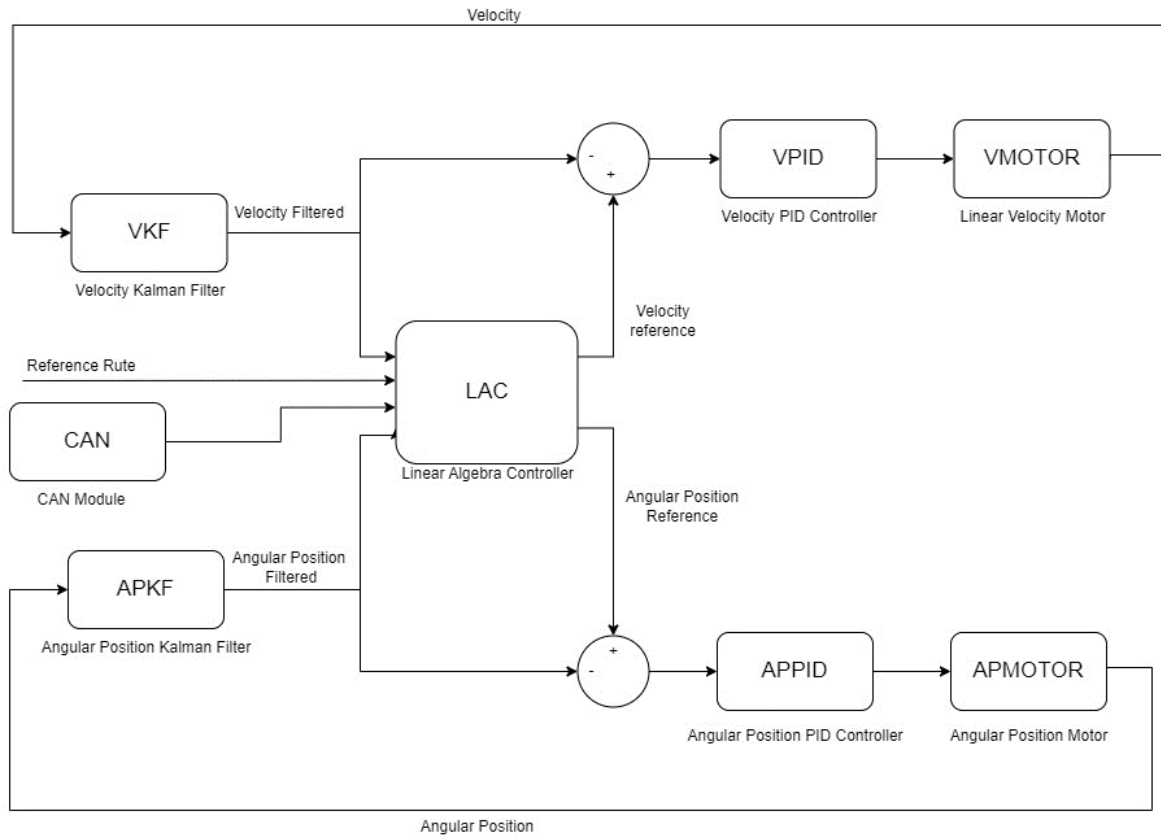 Velocity
-
+
VPID
Velocity PID Controller
VMOTOR
Linear Velocity Motor
VKF
Velocity Kalman Filter
Velocity Filtered
Velocity
reference
Reference Rute
LAC
Linear Algebra Controller
CAN
CAN Module
Angular Position
Reference
APKF
Angular Position Kalman Filter
Angular Position
Filtered
+
-
APPID
Angular Position PID Controller
APMOTOR
Angular Position Motor
Angular Position